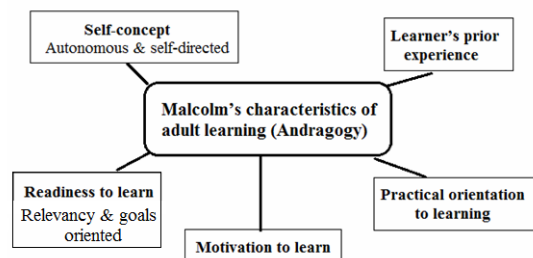 Self-concept
Autonomous & self-directed
Learner's prior
experience
Malcolm's characteristics of
adult learning (Andragogy)
Readiness to learn
Relevancy & goals
oriented
Practical orientation
to learning
Motivation to learn